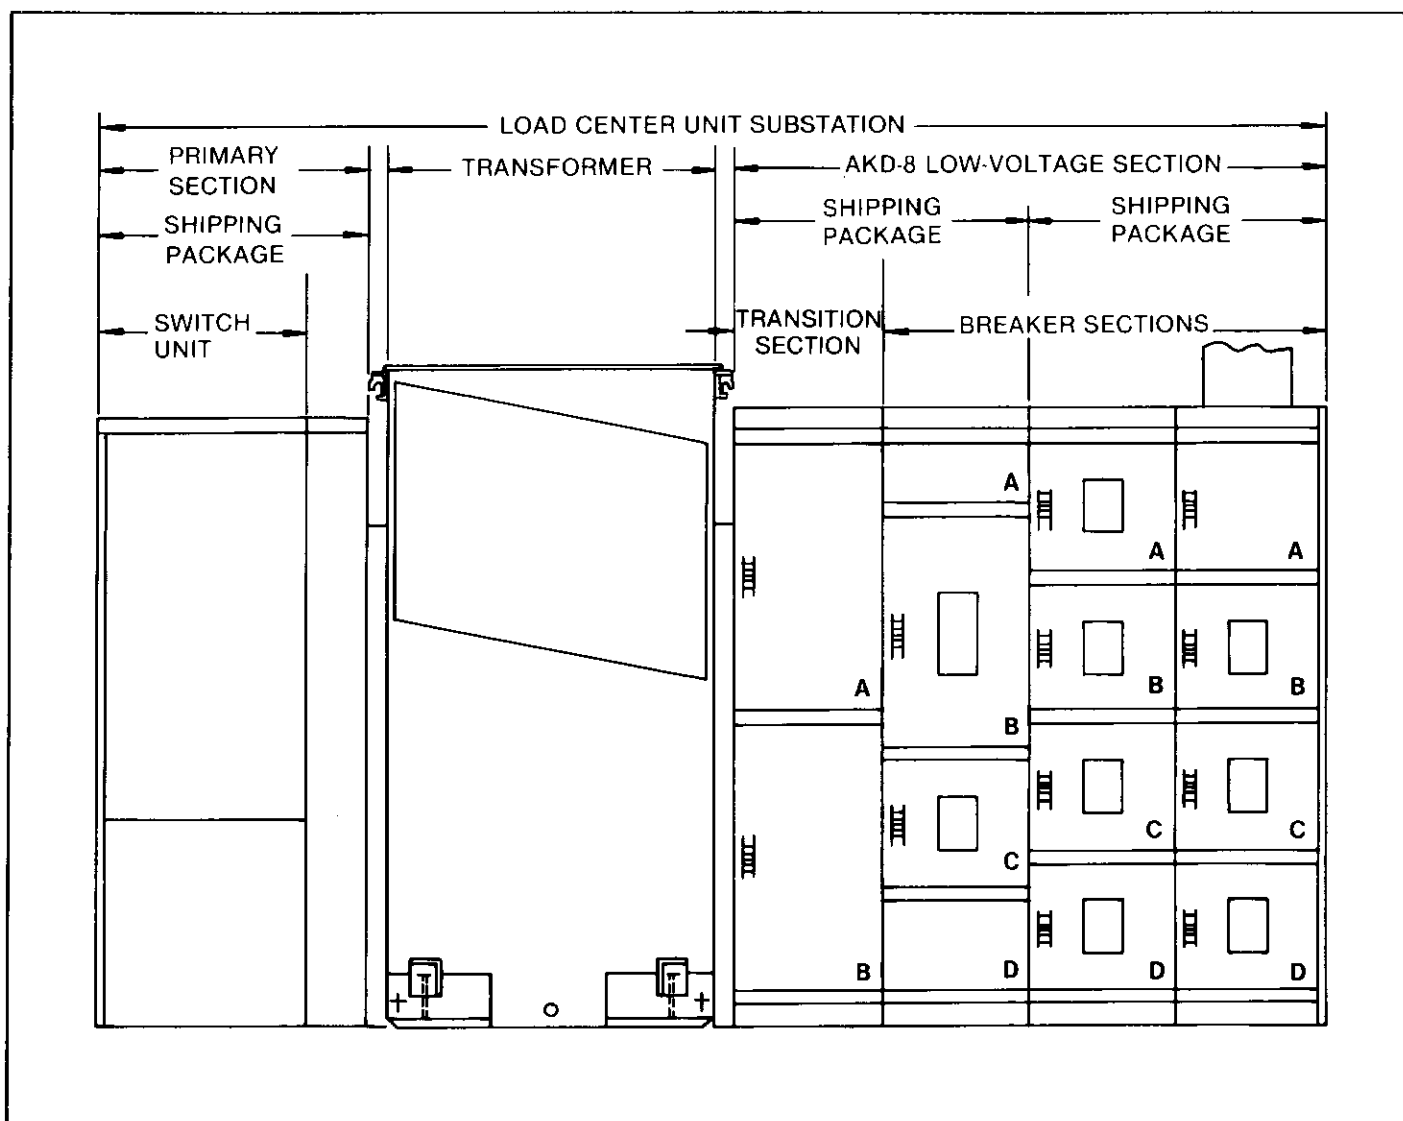 LOAD CENTER UNIT SUBSTATION
PRIMARY
SECTION
TRANSFORMER
AKD-8 LOW-VOLTAGE SECTION
SHIPPING
PACKAGE
SHIPPING
PACKAGE
SHIPPING
PACKAGE
SWITCH
UNIT
TRANSITION
SECTION
BREAKER SECTIONS
A
B
A
B
C
D
A
B
C
D
A
B
C
D